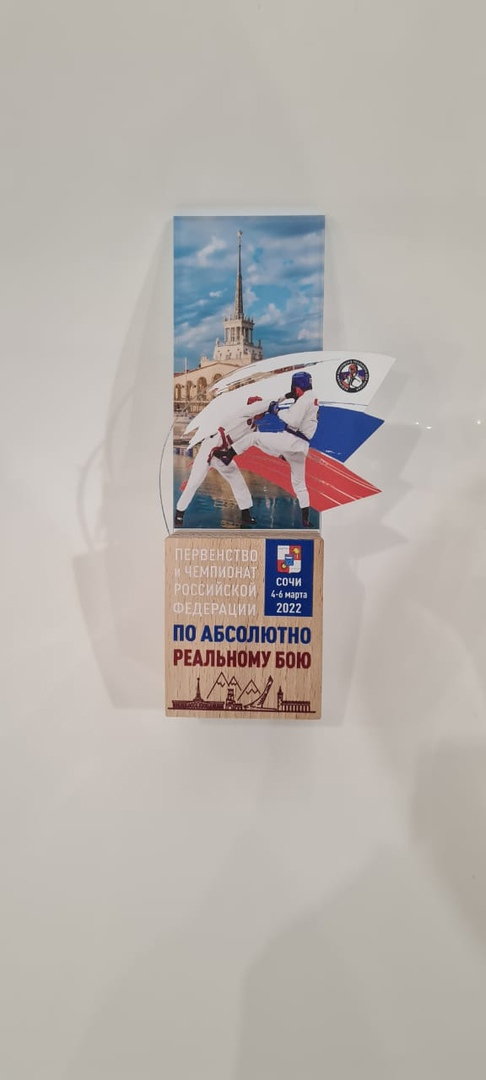 ПЕРВЕНСТВО
и ЧЕМПИОНАТ
РОССИЙСКОЙ
ФЕДЕРАЦИИ
СОЧИ
4-6 марта
2022
ПО АБСОЛЮТНО
РЕАЛЬНОМУ БОЮ